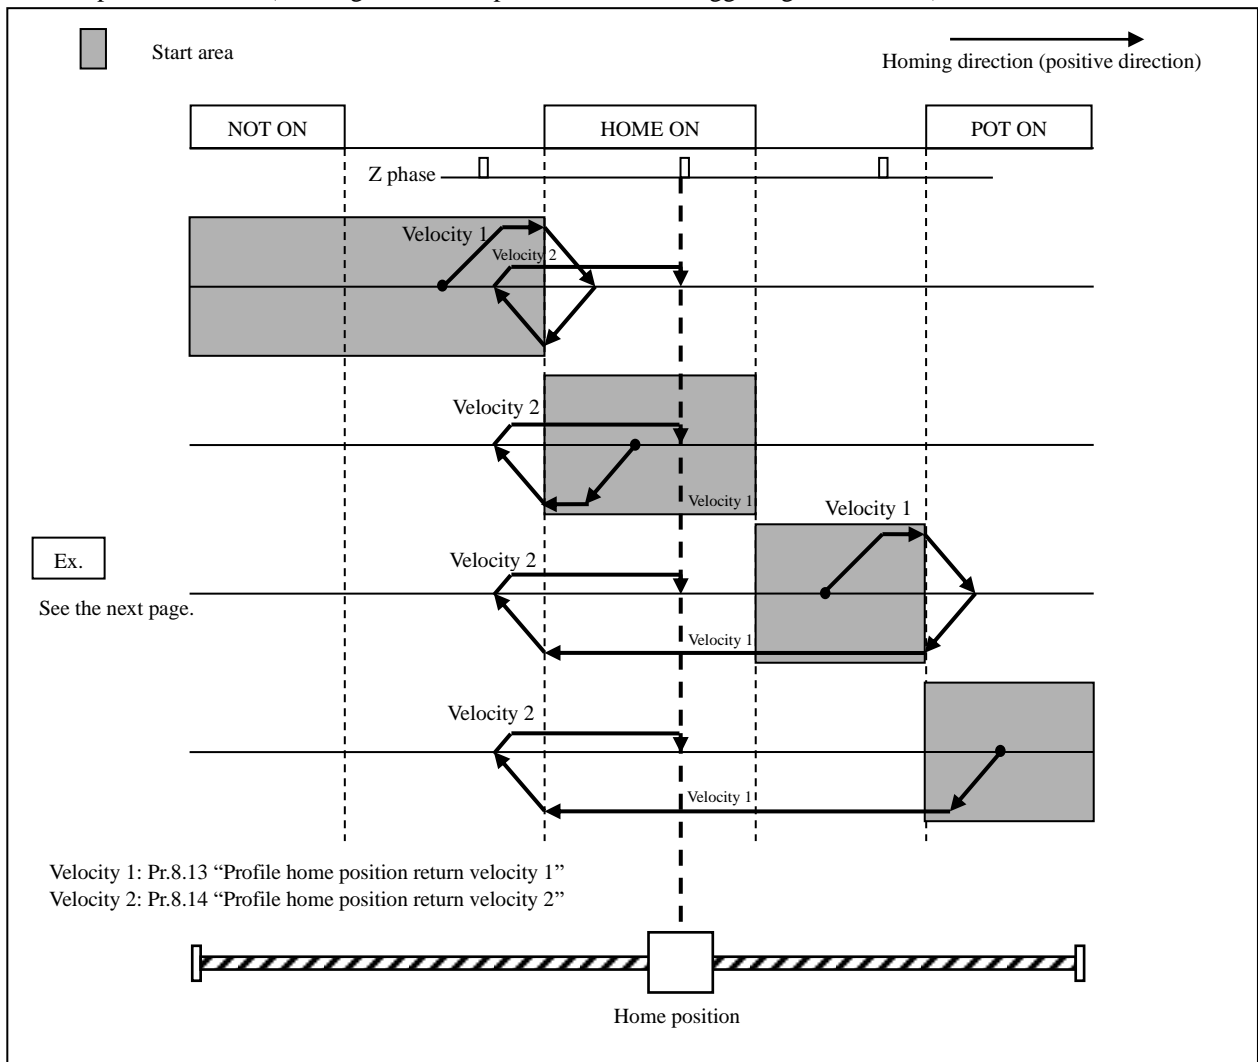 Start area
Homing direction (positive direction)
NOT ON
HOME ON
POT ON
Z phase
Velocity 1
Velocity 2
Velocity 2
Velocity 1
Velocity 1
Ex.
Velocity 2
See the next page.
Velocity 1
Velocity 2
Velocity 1
Velocity 1: Pr.8.13 “Profile home position return velocity 1”
Velocity 2: Pr.8.14 “Profile home position return velocity 2”
Home position